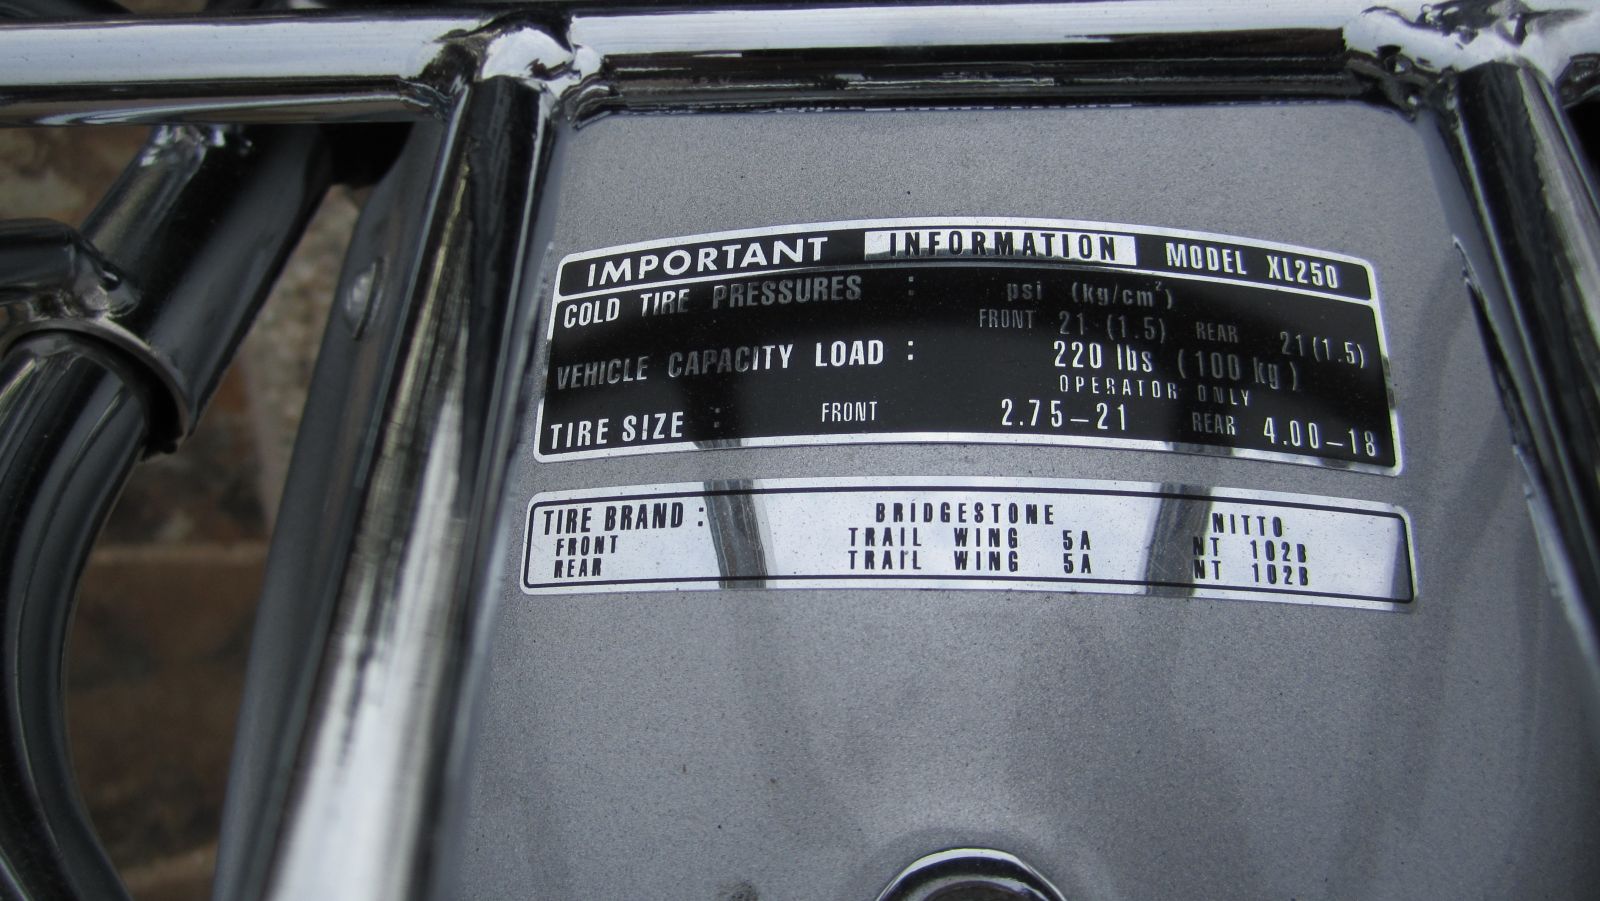 IMPORTANT INFORMATION MODEL XL250
COLD TIRE PRESSURES : psi (kg/cm²)
FRONT 21 (1.5) REAR 21 (1.5)
VEHICLE CAPACITY LOAD : 220 lbs (100 kg)
OPERATOR ONLY
TIRE SIZE : FRONT 2.75–21 REAR 4.00–18
TIRE BRAND : BRIDGESTONE NITTO
FRONT TRAIL WING 5A NT 102B
REAR TRAIL WING 5A NT 102B